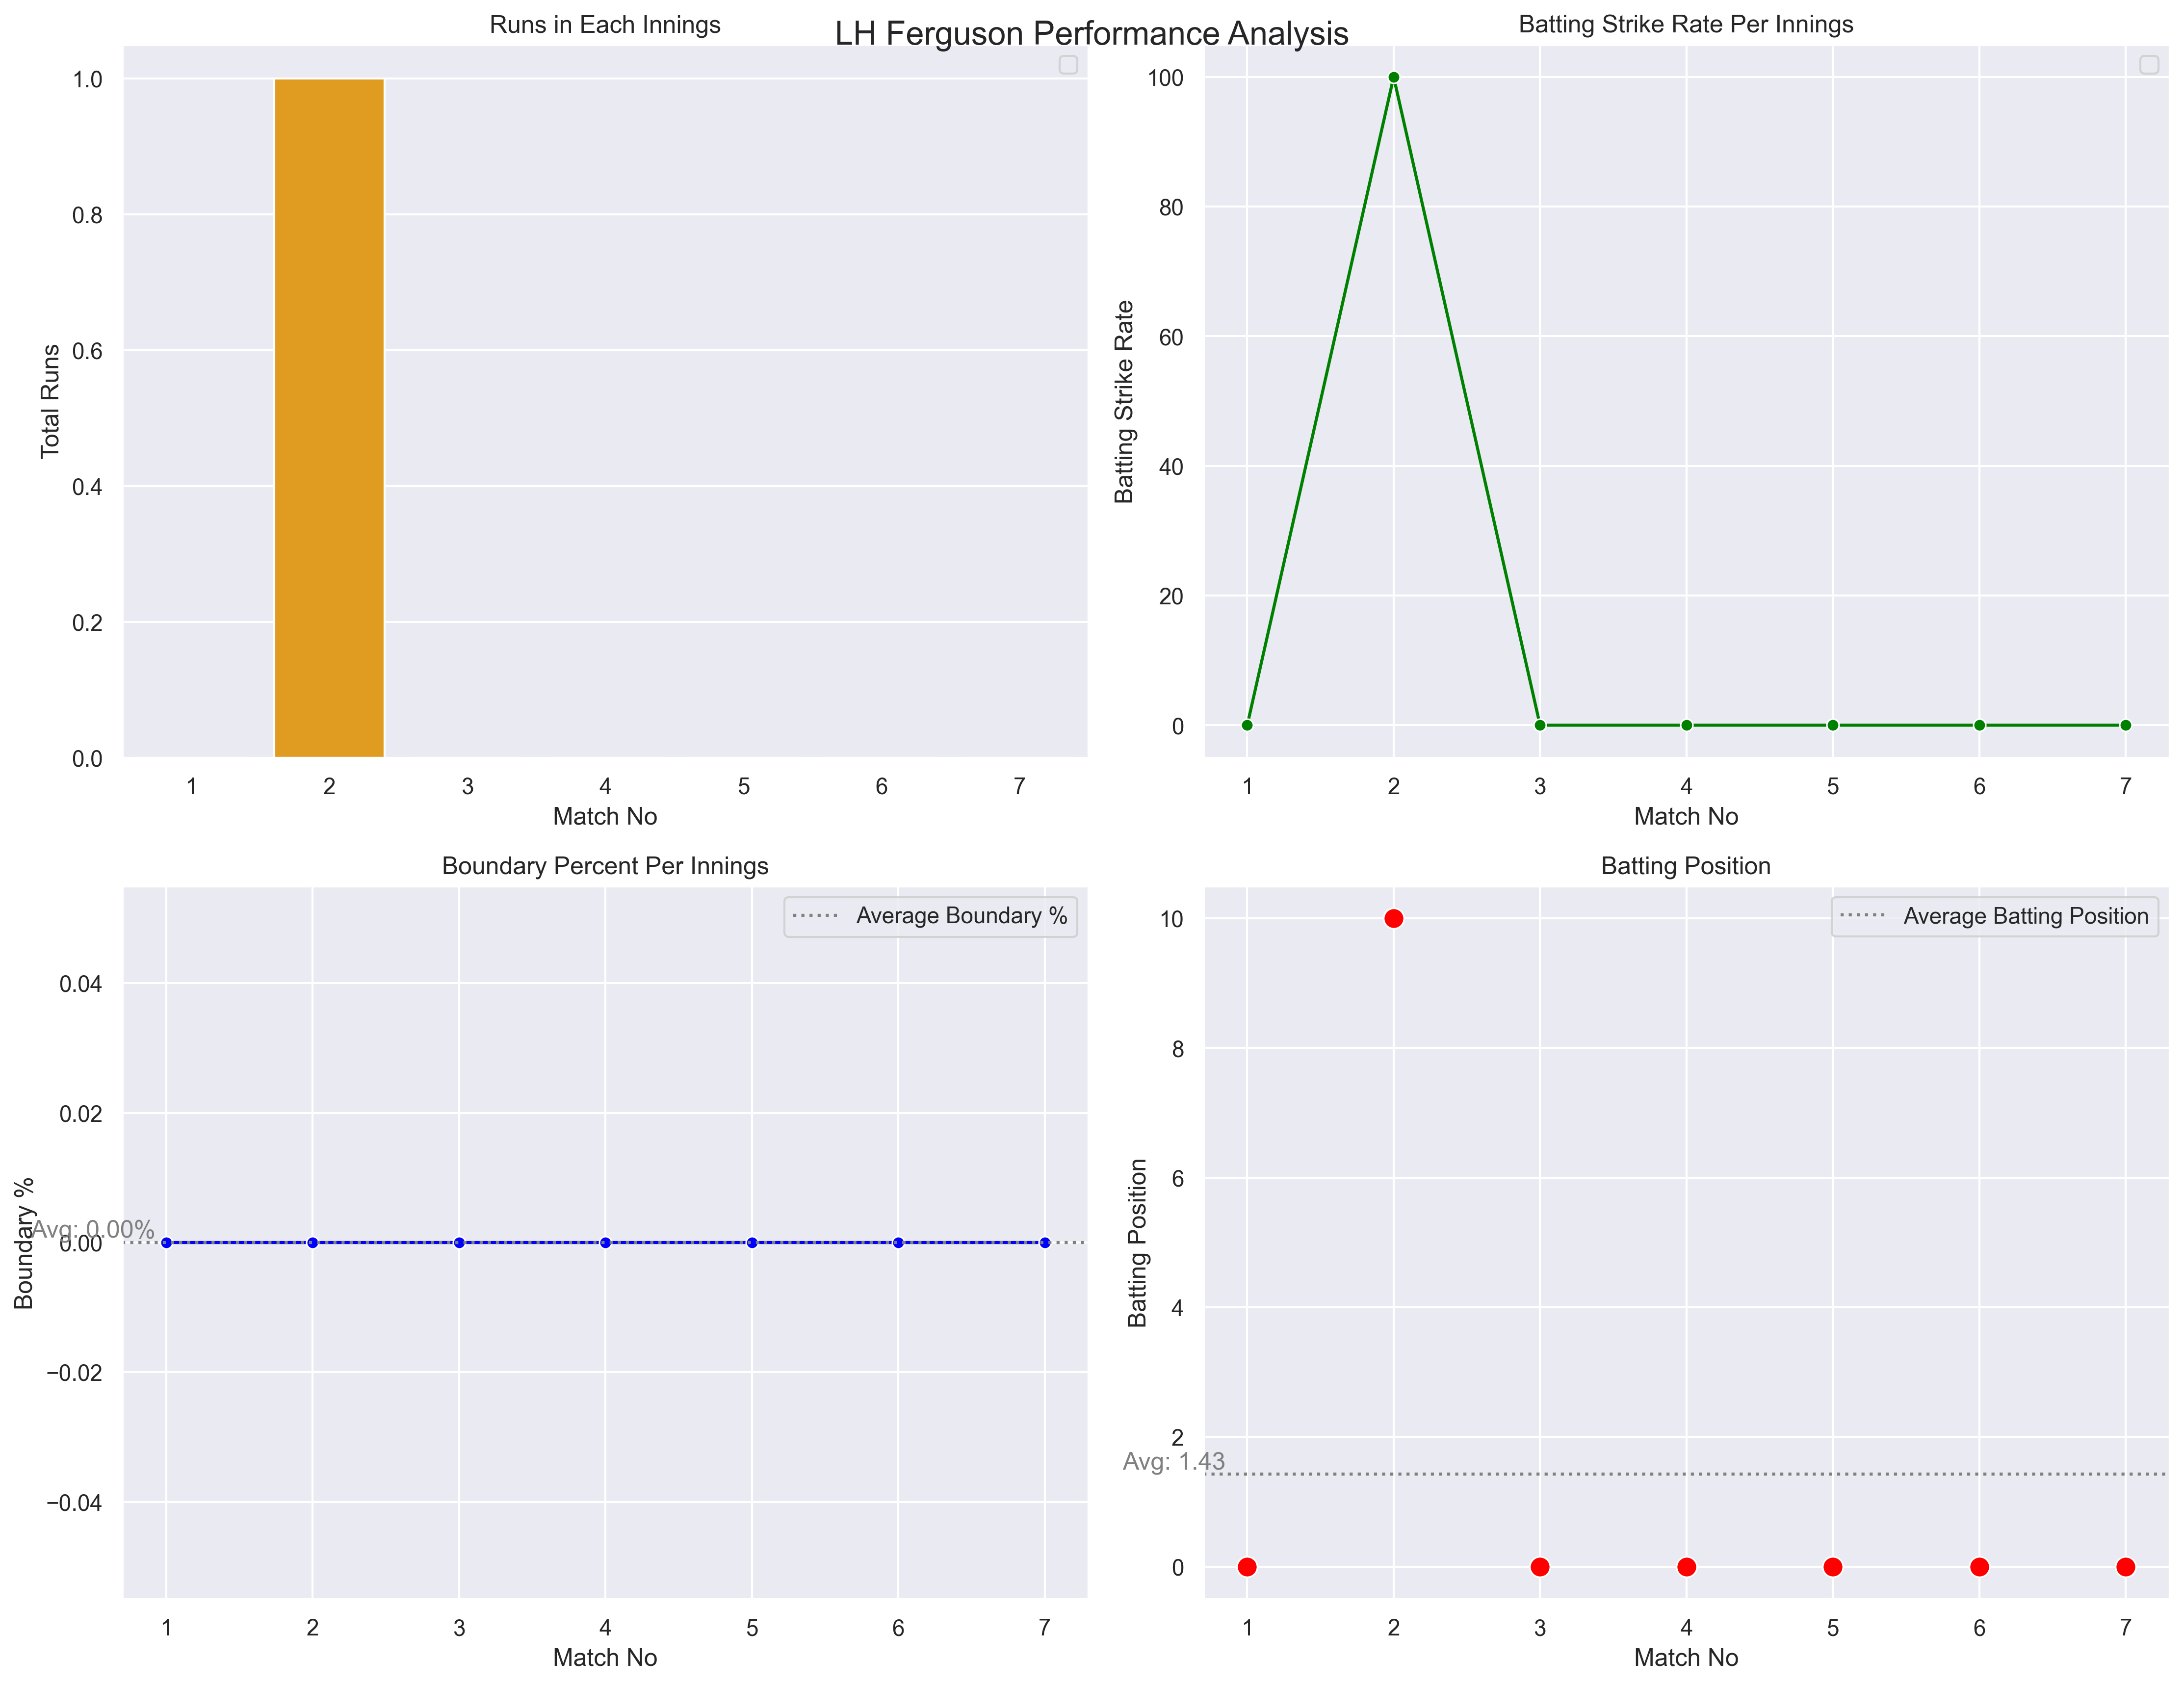 LH Ferguson Performance Analysis
Runs in Each Innings
Total Runs
1.0
0.8
0.6
0.4
0.2
0.0
1 2 3 4 5 6 7
Match No
Batting Strike Rate Per Innings
Batting Strike Rate
100
80
60
40
20
0
1 2 3 4 5 6 7
Match No
Boundary Percent Per Innings
Average Boundary %
Boundary %
0.04
0.02
Avg: 0.00%
0.00
−0.02
−0.04
1 2 3 4 5 6 7
Match No
Batting Position
Average Batting Position
Batting Position
10
8
6
4
2
Avg: 1.43
0
1 2 3 4 5 6 7
Match No